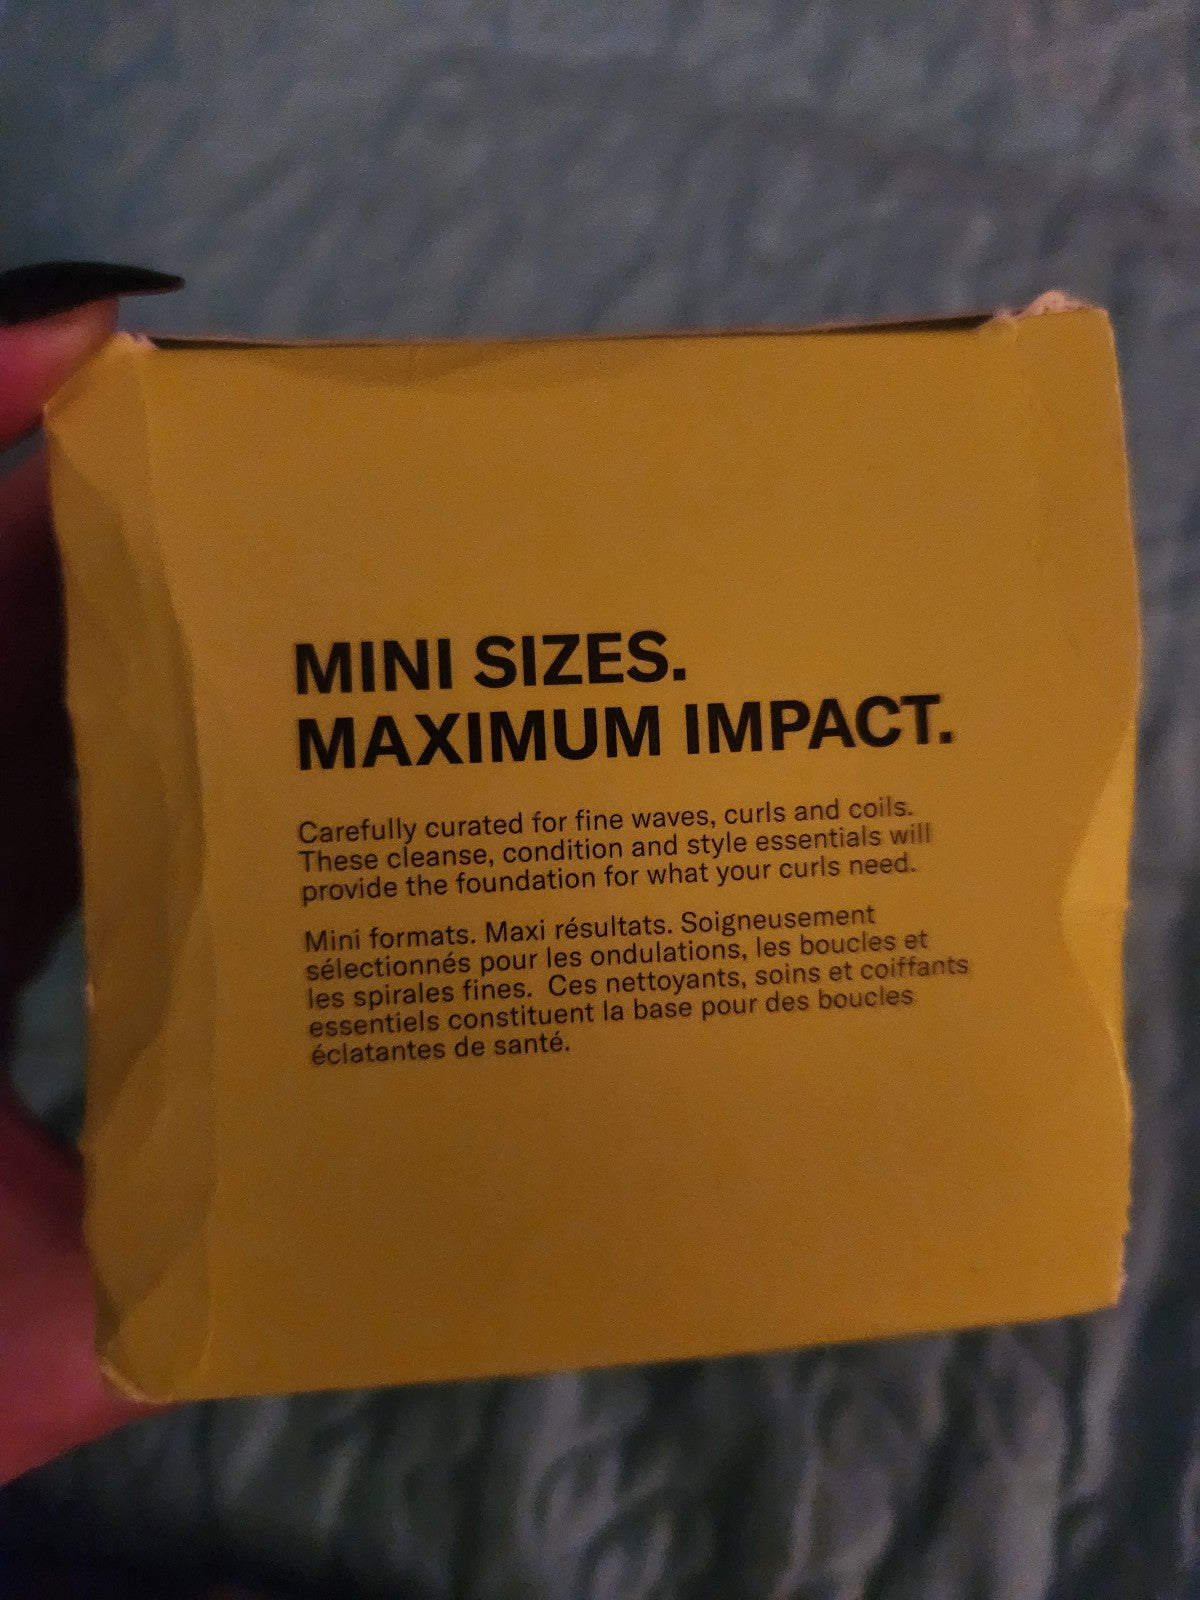 MINI SIZES.
MAXIMUM IMPACT.
Carefully curated for fine waves, curls and coils.
These cleanse, condition and style essentials will
provide the foundation for what your curls need.
Mini formats. Maxi résultats. Soigneusement
sélectionnés pour les ondulations, les boucles et
les spirales fines. Ces nettoyants, soins et coiffants
essentiels constituent la base pour des boucles
éclatantes de santé.